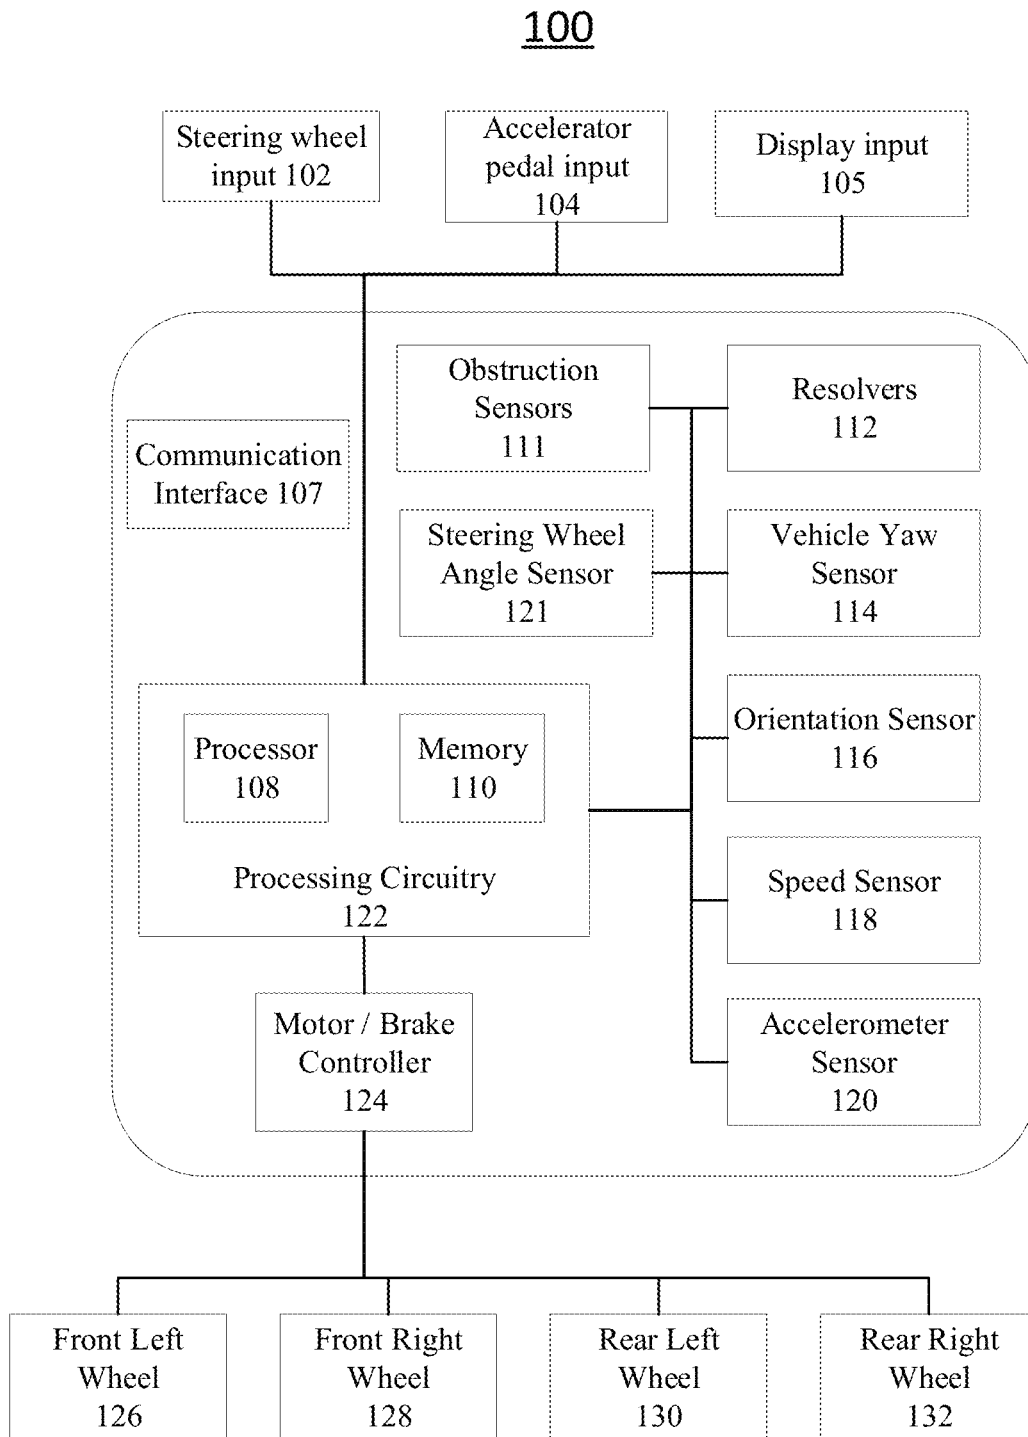 100
Steering wheel
input 102
Accelerator
pedal input
104
Display input
105
Obstruction
Sensors
111
Resolvers
112
Communication
Interface 107
Steering Wheel
Angle Sensor
121
Vehicle Yaw
Sensor
114
Orientation Sensor
116
Processor
108
Memory
110
Processing Circuitry
122
Speed Sensor
118
Motor / Brake
Controller
124
Accelerometer
Sensor
120
Front Left
Wheel
126
Front Right
Wheel
128
Rear Left
Wheel
130
Rear Right
Wheel
132